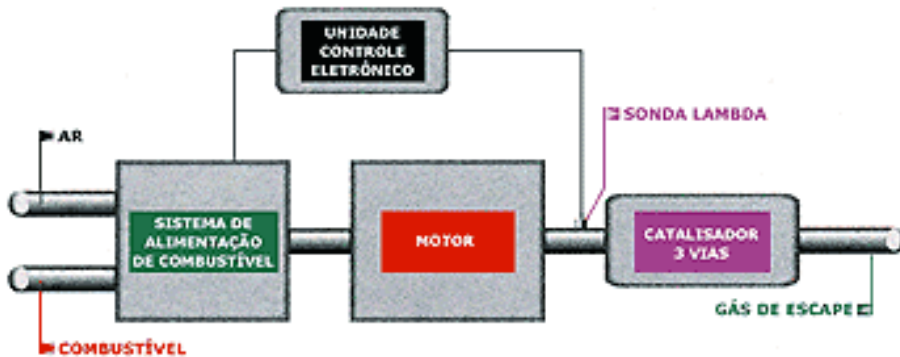 UNIDADE
CONTROLE
ELETRÔNICO
SONDA LAMBDA
AR
SISTEMA DE
ALIMENTAÇÃO
DE COMBUSTÍVEL
MOTOR
CATALISADOR
3 VIAS
GÁS DE ESCAPE
COMBUSTÍVEL